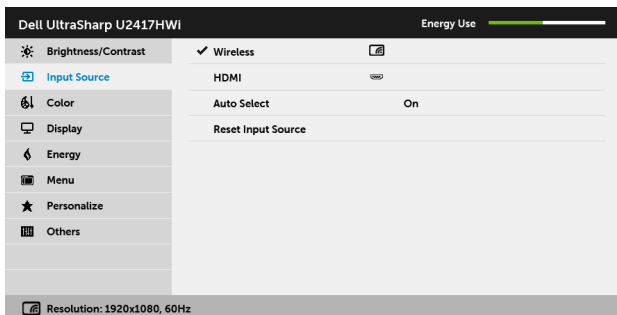 Dell UltraSharp U2417HWi
Energy Use
Brightness/Contrast
Wireless
Input Source
HDMI
Color
Auto Select On
Display
Reset Input Source
Energy
Menu
Personalize
Others
Resolution: 1920x1080, 60Hz